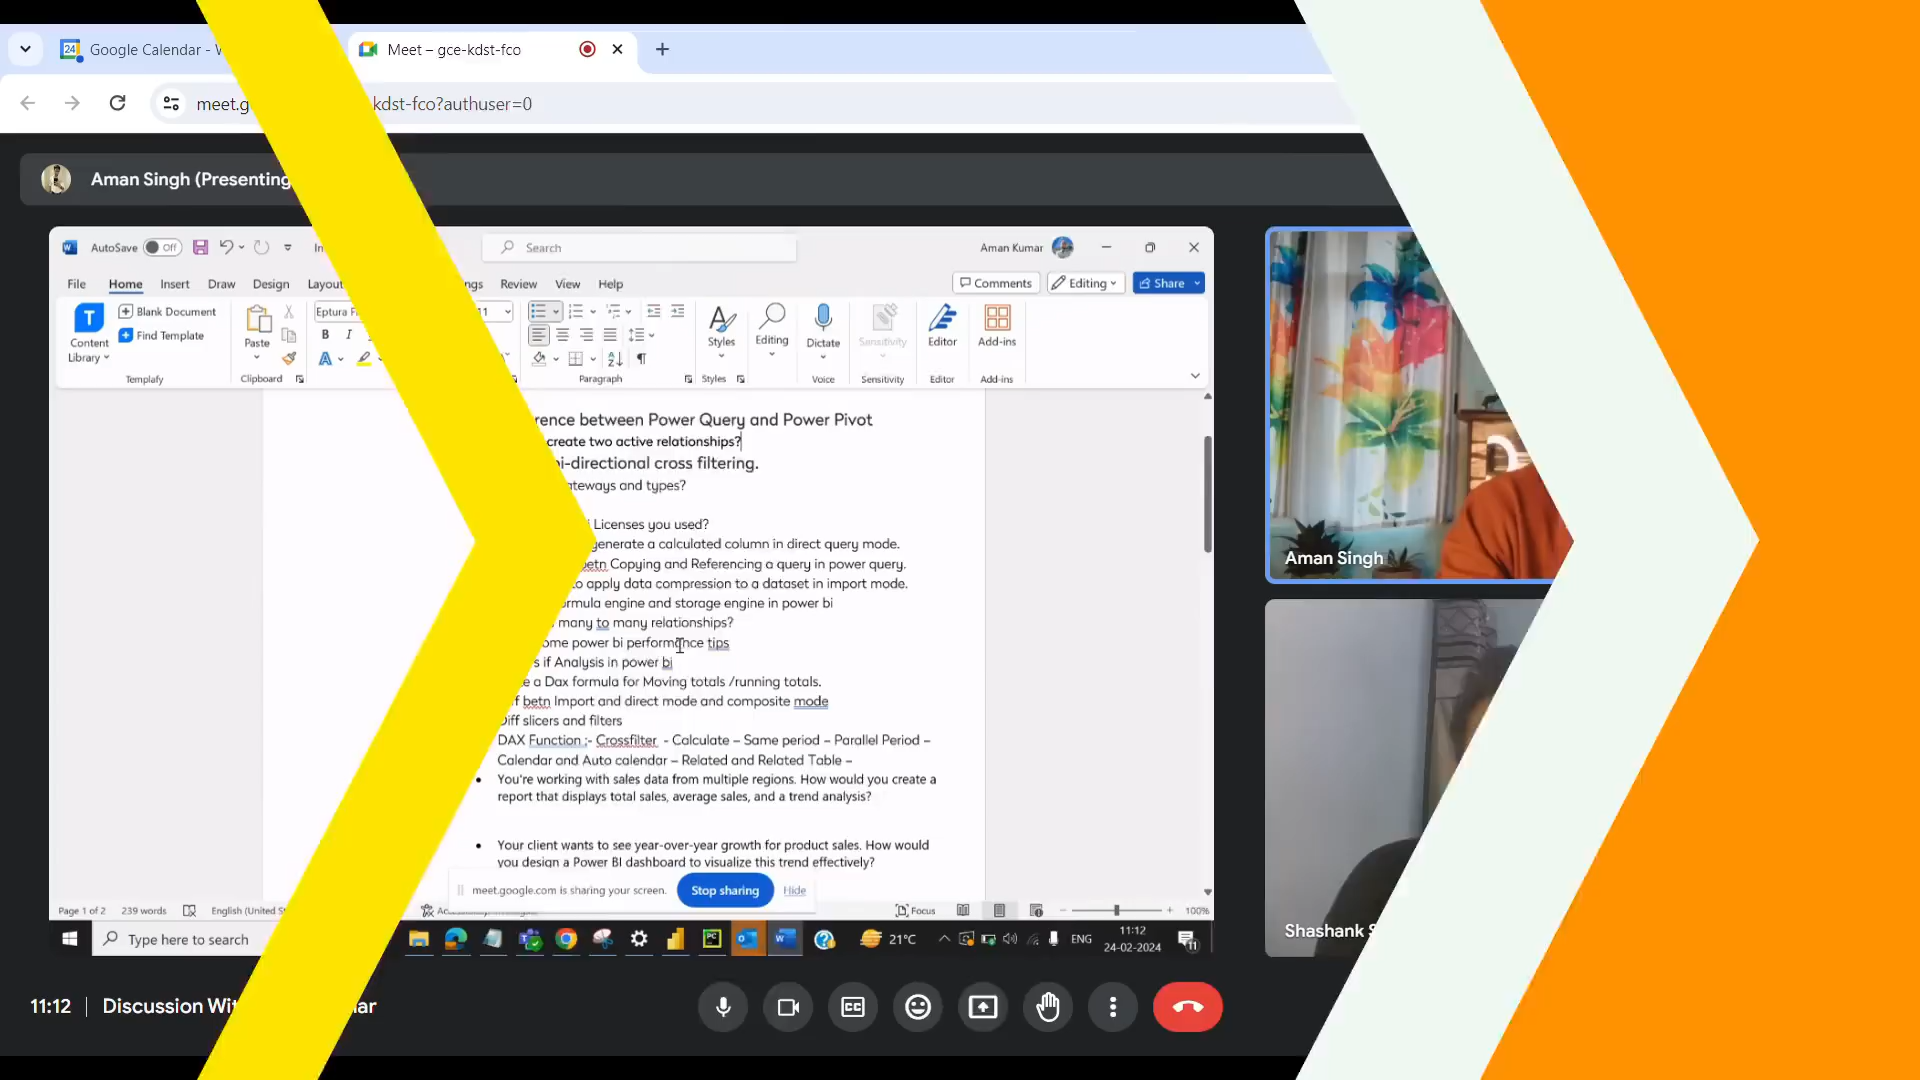 Google Calendar - W
Meet – gce-kdst-fco
meet.g kdst-fco?authuser=0
Aman Singh (Presenting
AutoSave Off
Search
Aman Kumar
File Home Insert Draw Design Layout Review View Help
Comments Editing Share
Content Library
Blank Document
Find Template
Templafy
Paste
Clipboard
Eptura
11
Paragraph
Styles
Styles
Editing
Dictate
Voice
Sensitivity
Sensitivity
Editor
Editor
Add-ins
Add-ins
rence between Power Query and Power Pivot
create two active relationships?
i-directional cross filtering.
ateways and types?
Licenses you used?
generate a calculated column in direct query mode.
betn Copying and Referencing a query in power query.
to apply data compression to a dataset in import mode.
ormula engine and storage engine in power bi
many to many relationships?
ome power bi performance tips
s if Analysis in power bi
e a Dax formula for Moving totals /running totals.
f betn Import and direct mode and composite mode
Diff slicers and filters
DAX Function ;- Crossfilter - Calculate – Same period – Parallel Period –
Calendar and Auto calendar – Related and Related Table –
• You're working with sales data from multiple regions. How would you create a
report that displays total sales, average sales, and a trend analysis?
• Your client wants to see year-over-year growth for product sales. How would
you design a Power BI dashboard to visualize this trend effectively?
meet.google.com is sharing your screen. Stop sharing Hide
Page 1 of 2 239 words English (United S
Focus
100%
Type here to search
21°C
ENG
11:12
24-02-2024
11
Aman Singh
Shashank S
11:12 | Discussion Wit ar